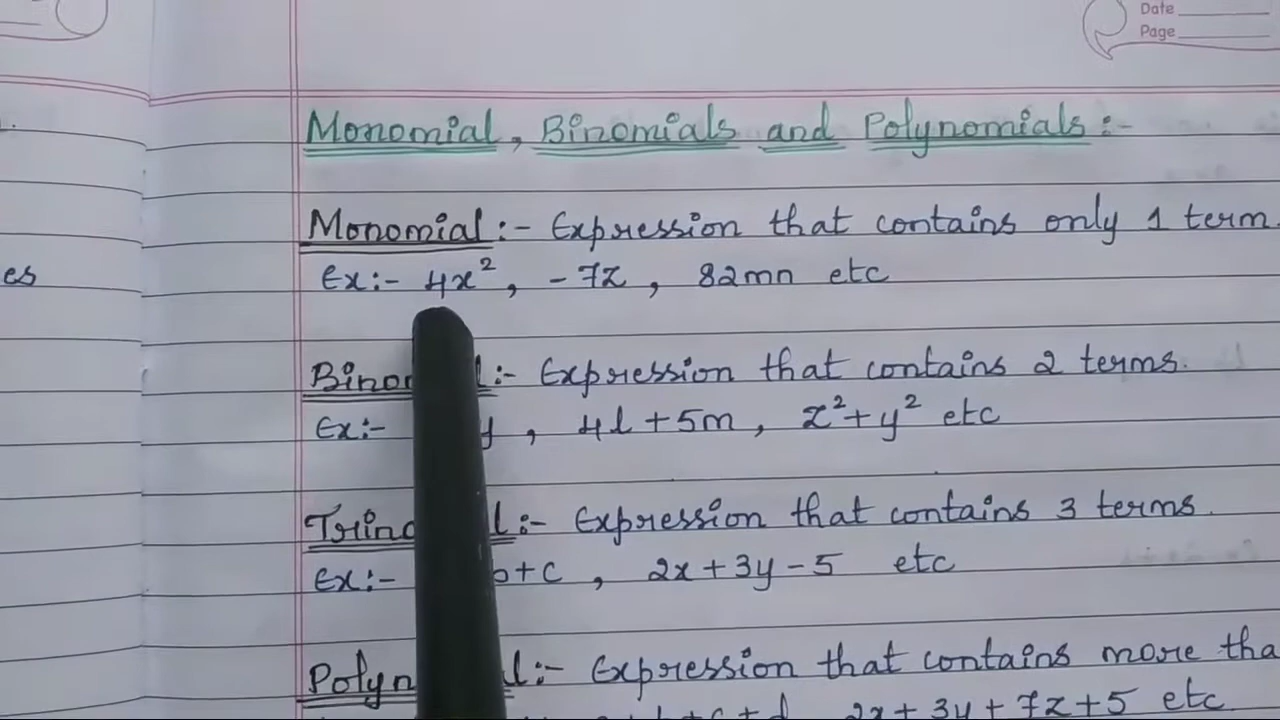 Date
Page
Monomial, Binomials and Polynomials :-
Monomial :- Expression that contains only 1 term.
es
Ex :- 4x², -7z, 82mn etc
:- Expression that contains 2 terms.
Ex :- y, 4l + 5m, z² + y² etc
:- Expression that contains 3 terms.
Ex :- b + c, 2x + 3y - 5 etc
:- Expression that contains more
+ c + d, 2x + 3y + 7z + 5 etc